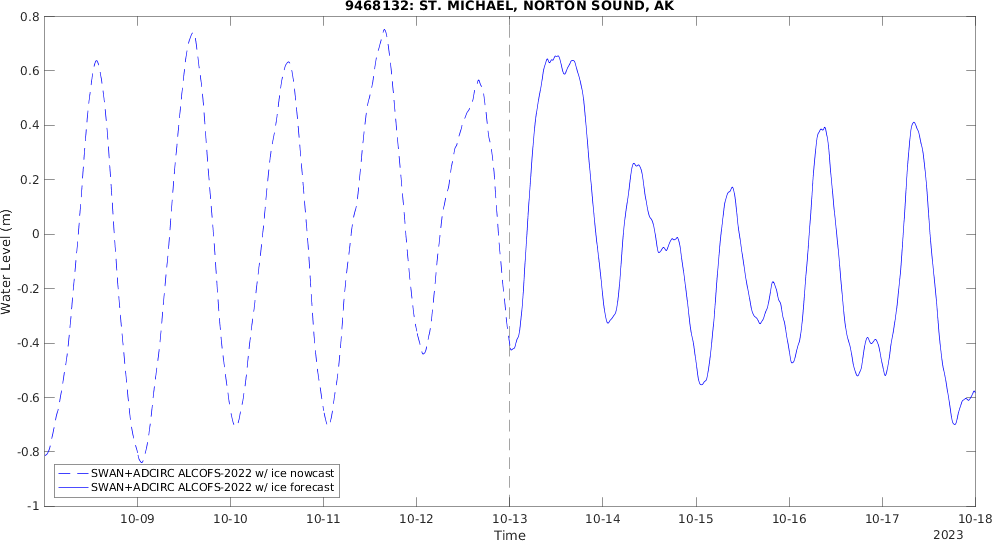 9468132: ST. MICHAEL, NORTON SOUND, AK
0.8
0.6
0.4
0.2
0
-0.2
-0.4
-0.6
-0.8
-1
Water Level (m)
SWAN+ADCIRC ALCOFS-2022 w/ ice nowcast
SWAN+ADCIRC ALCOFS-2022 w/ ice forecast
10-09 10-10 10-11 10-12 10-13 10-14 10-15 10-16 10-17 10-18
Time
2023